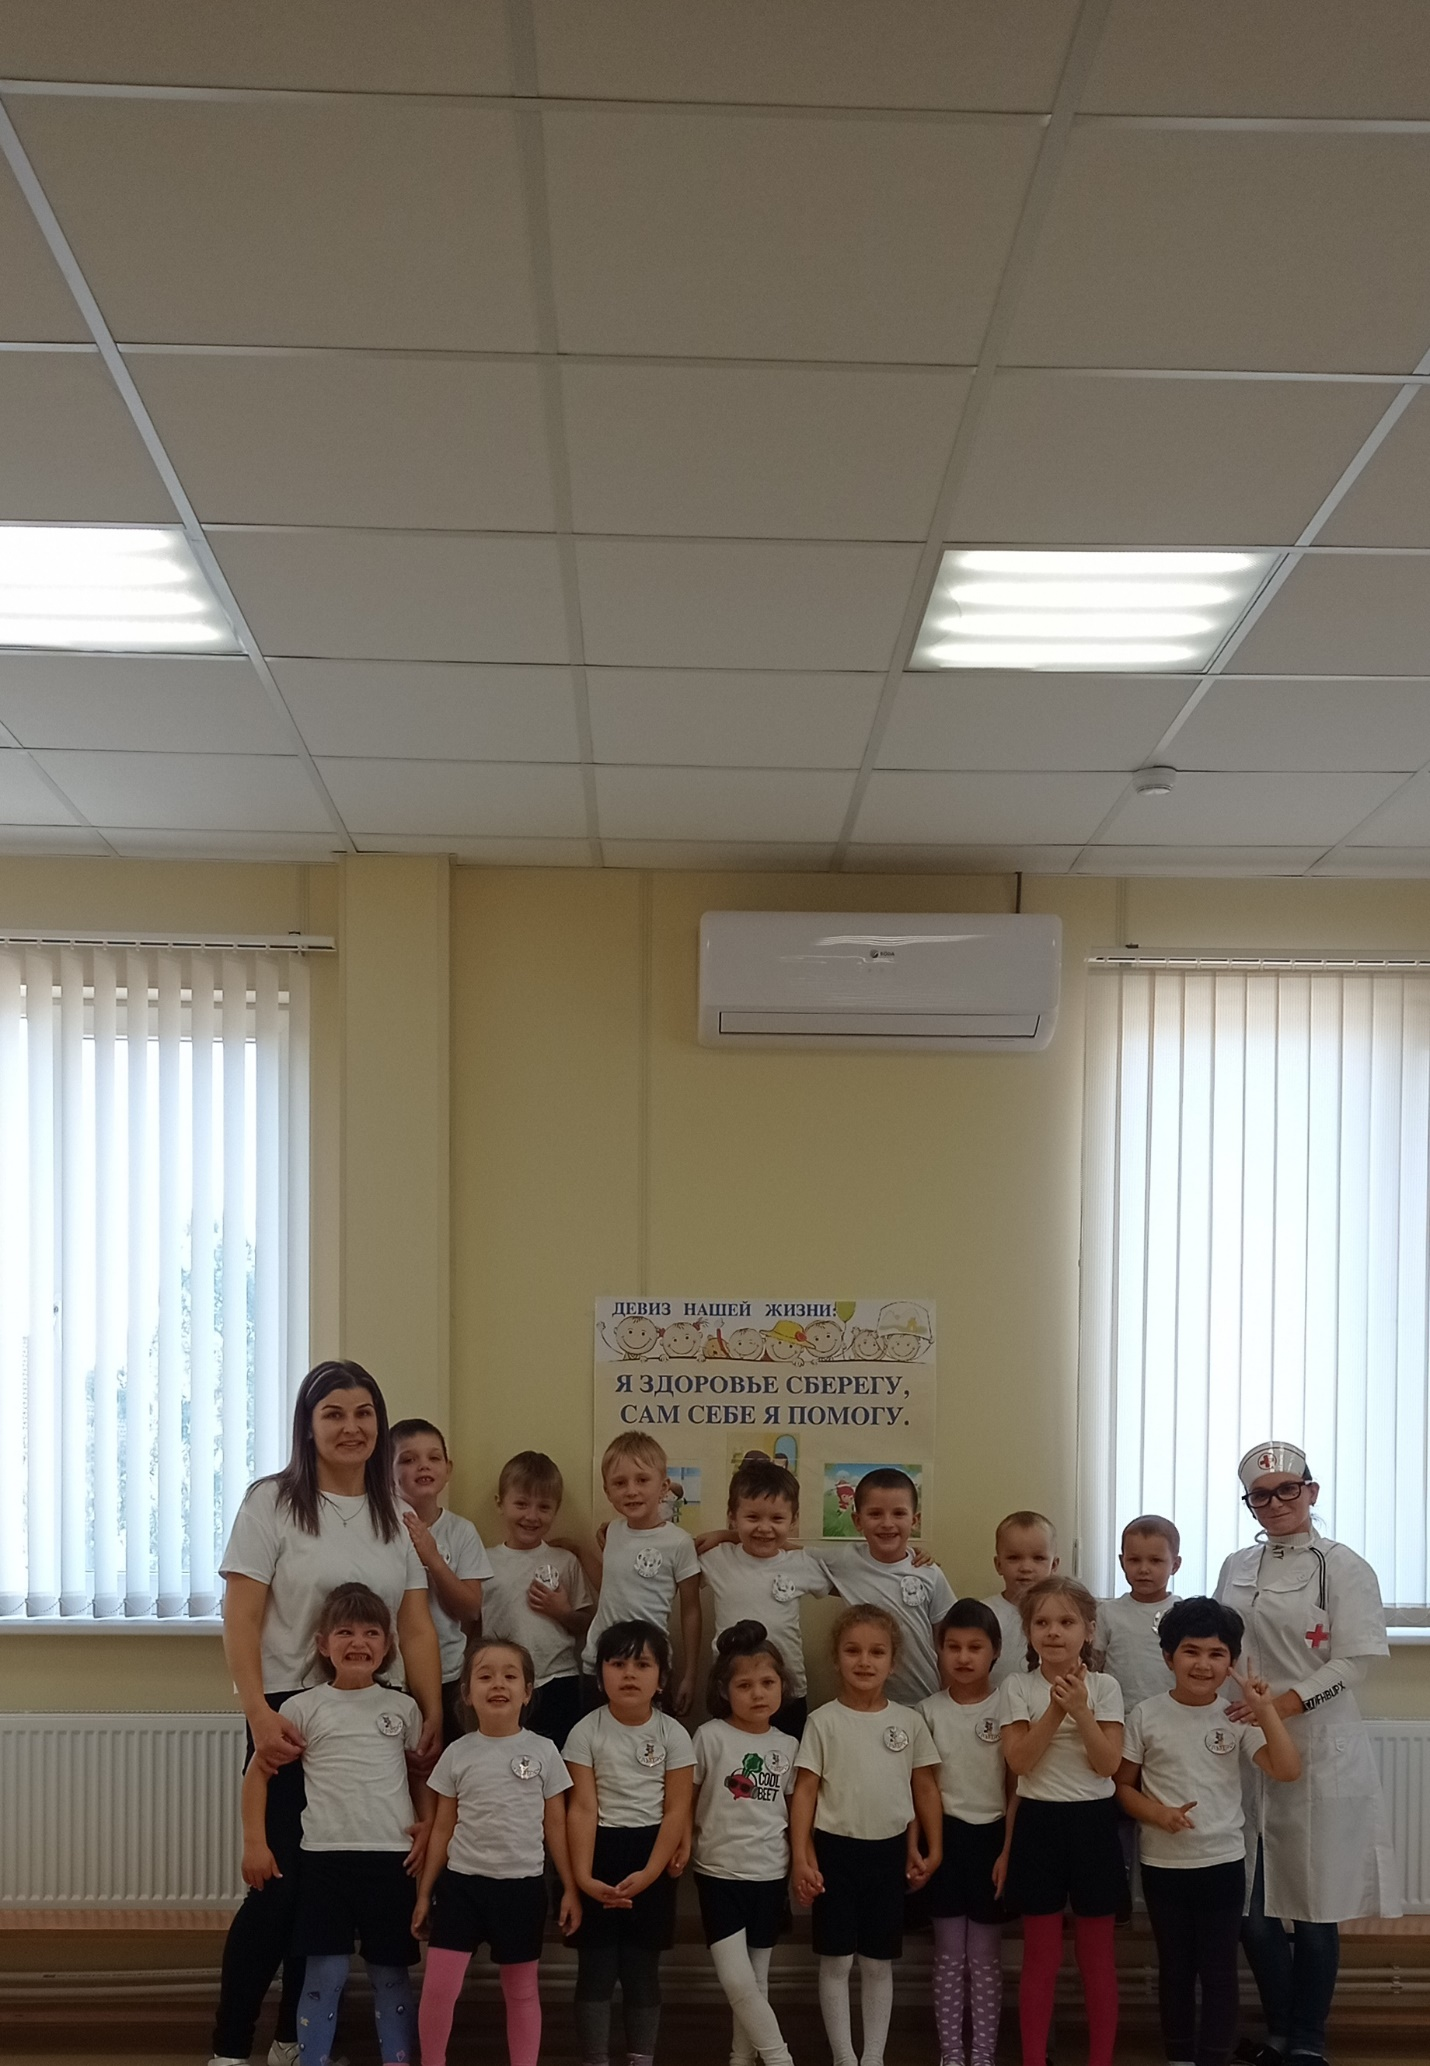 ДЕВИЗ НАШЕЙ ЖИЗНИ:
Я ЗДОРОВЬЕ СБЕРЕГУ,
САМ СЕБЕ Я ПОМОГУ.
COOL
BEET